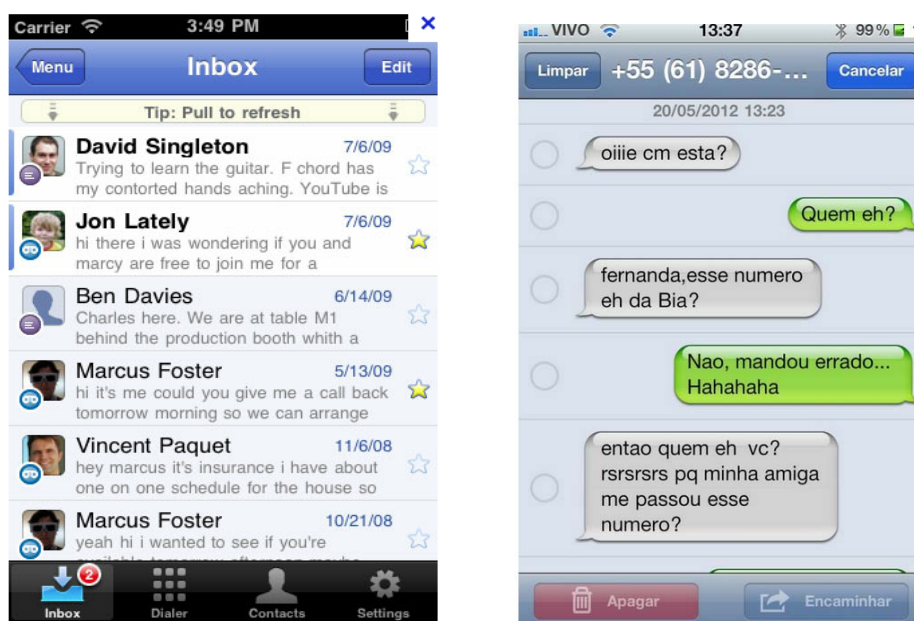 Carrier 3:49 PM
Menu Inbox Edit
Tip: Pull to refresh
David Singleton 7/6/09
Trying to learn the guitar. F chord has
my contorted hands aching. YouTube is
Jon Lately 7/6/09
hi there i was wondering if you and
marcy are free to join me for a
Ben Davies 6/14/09
Charles here. We are at table M1
behind the production booth whith a
Marcus Foster 5/13/09
hi it's me could you give me a call back
tomorrow morning so we can arrange
Vincent Paquet 11/6/08
hey marcus it's insurance i have about
one on one schedule for the house so
Marcus Foster 10/21/08
yeah hi i wanted to see if you're
2
Inbox Dialer Contacts Settings
VIVO 13:37 99%
Limpar +55 (61) 8286-... Cancelar
20/05/2012 13:23
oiiie cm esta?
Quem eh?
fernanda,esse numero
eh da Bia?
Nao, mandou errado...
Hahahaha
entao quem eh vc?
rsrsrsrs pq minha amiga
me passou esse
numero?
Apagar Encaminhar